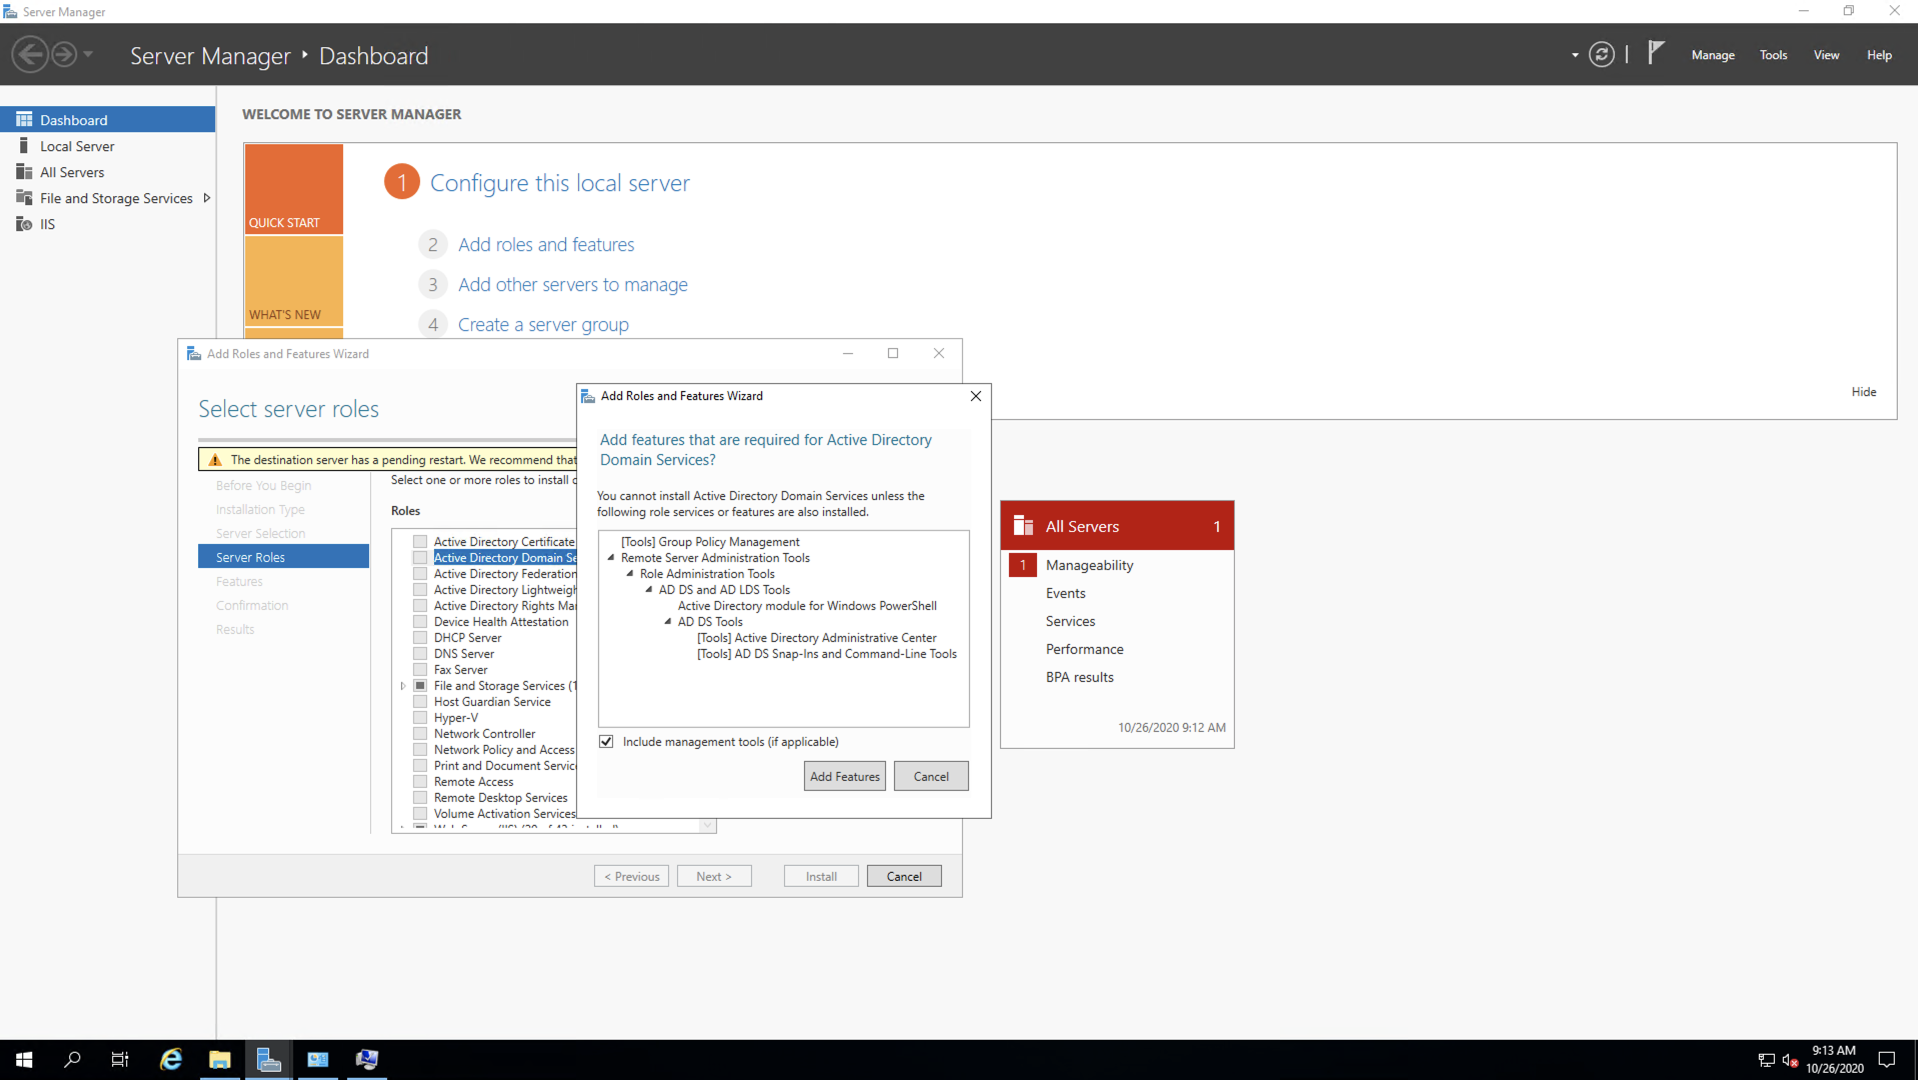 Server Manager
Server Manager ‣ Dashboard
Manage
Tools
View
Help
Dashboard
Local Server
All Servers
File and Storage Services
IIS
WELCOME TO SERVER MANAGER
QUICK START
WHAT'S NEW
1 Configure this local server
2 Add roles and features
3 Add other servers to manage
4 Create a server group
Hide
Add Roles and Features Wizard
Select server roles
The destination server has a pending restart. We recommend that
Before You Begin
Installation Type
Server Selection
Server Roles
Features
Confirmation
Results
Select one or more roles to install
Roles
Active Directory Certificate
Active Directory Domain Se
Active Directory Federation
Active Directory Lightweigh
Active Directory Rights Ma
Device Health Attestation
DHCP Server
DNS Server
Fax Server
File and Storage Services (1
Host Guardian Service
Hyper-V
Network Controller
Network Policy and Access
Print and Document Servic
Remote Access
Remote Desktop Services
Volume Activation Services
< Previous
Next >
Install
Cancel
Add Roles and Features Wizard
Add features that are required for Active Directory
Domain Services?
You cannot install Active Directory Domain Services unless the
following role services or features are also installed.
[Tools] Group Policy Management
Remote Server Administration Tools
Role Administration Tools
AD DS and AD LDS Tools
Active Directory module for Windows PowerShell
AD DS Tools
[Tools] Active Directory Administrative Center
[Tools] AD DS Snap-Ins and Command-Line Tools
Include management tools (if applicable)
Add Features
Cancel
All Servers 1
1 Manageability
Events
Services
Performance
BPA results
10/26/2020 9:12 AM
9:13 AM
10/26/2020